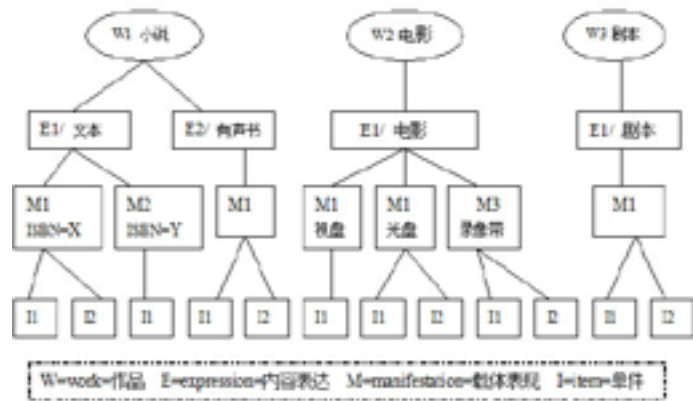 W1 小说
W2 电影
W3 剧本
E1/ 文本
E2/ 有声书
E1/ 电影
E1/ 剧本
M1
ISBN=X
M2
ISBN=Y
M1
M1
视盘
M1
光盘
M3
录像带
M1
I1
I2
I1
I1
I2
I1
I1
I2
I1
I2
I1
I2
W=work=作品 E=expression=内容表达 M=manifestation=载体表现 I=item=单件